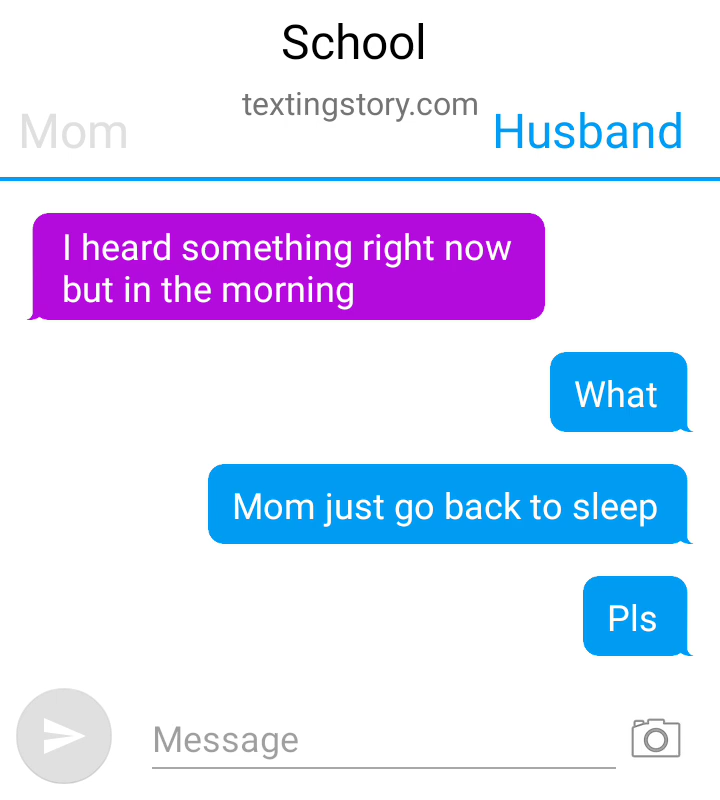 School
textingstory.com
Mom
Husband
I heard something right now
but in the morning
What
Mom just go back to sleep
Pls
Message